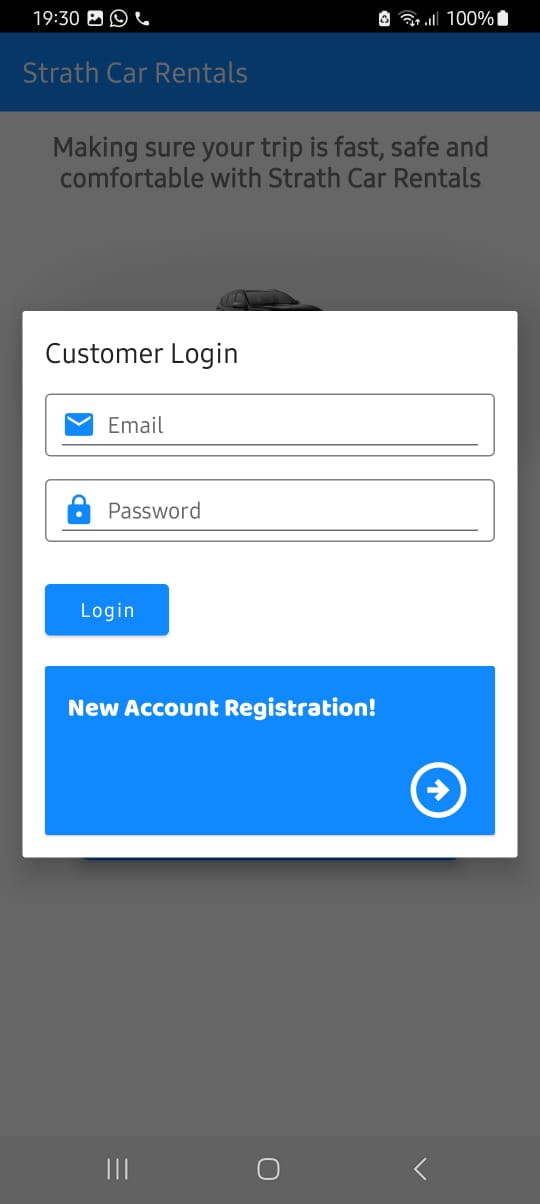 19:30
100%
Strath Car Rentals
Making sure your trip is fast, safe and
comfortable with Strath Car Rentals
Customer Login
Email
Password
Login
New Account Registration!